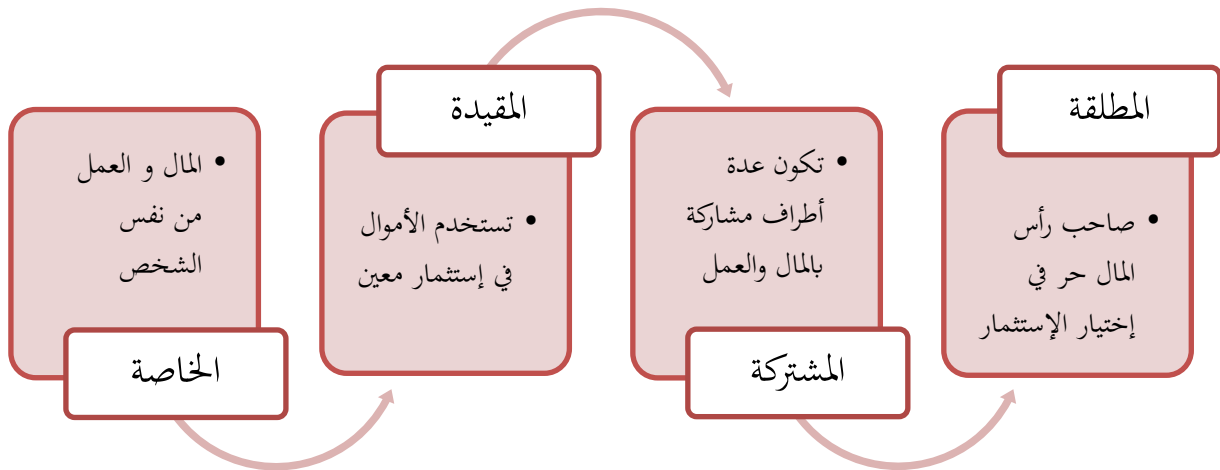 الخاصة
• المال و العمل
من نفس
الشخص
المقيدة
• تستخدم الأموال
في إستثمار معين
المشتركة
• تكون عدة
أطراف مشاركة
بالمال والعمل
المطلقة
• صاحب رأس
المال حر في
إختيار الإستثمار